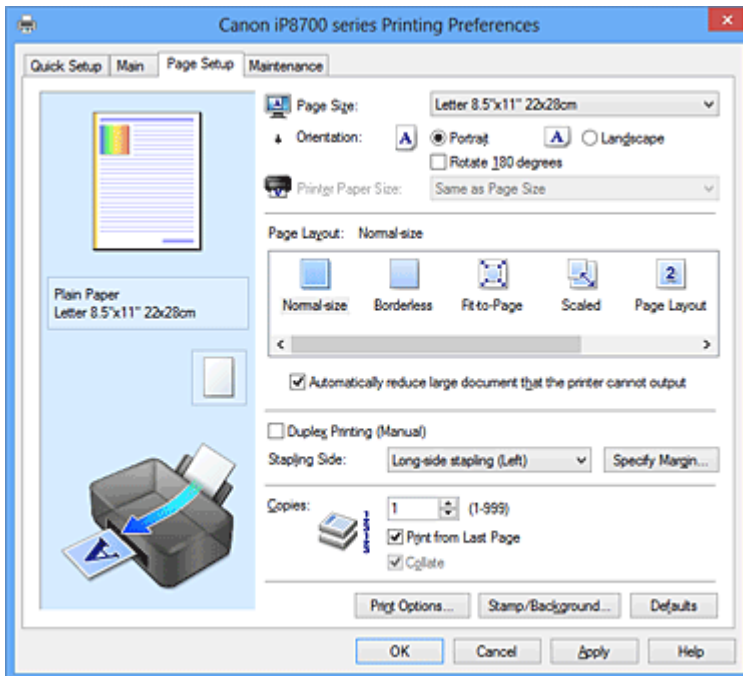 Canon iP8700 series Printing Preferences
Quick Setup Main Page Setup Maintenance
Page Size: Letter 8.5"x11" 22x28cm
Orientation: A Portrait A Landscape
Rotate 180 degrees
Printer Paper Size: Same as Page Size
Page Layout: Normal-size
2
Normal-size Borderless Fit-to-Page Scaled Page Layout
Plain Paper
Letter 8.5"x11" 22x28cm
Automatically reduce large document that the printer cannot output
Duplex Printing (Manual)
Stapling Side: Long-side stapling (Left) Specify Margin...
Copies: 1 (1-999)
Print from Last Page
Collate
A
Print Options... Stamp/Background... Defaults
OK Cancel Apply Help